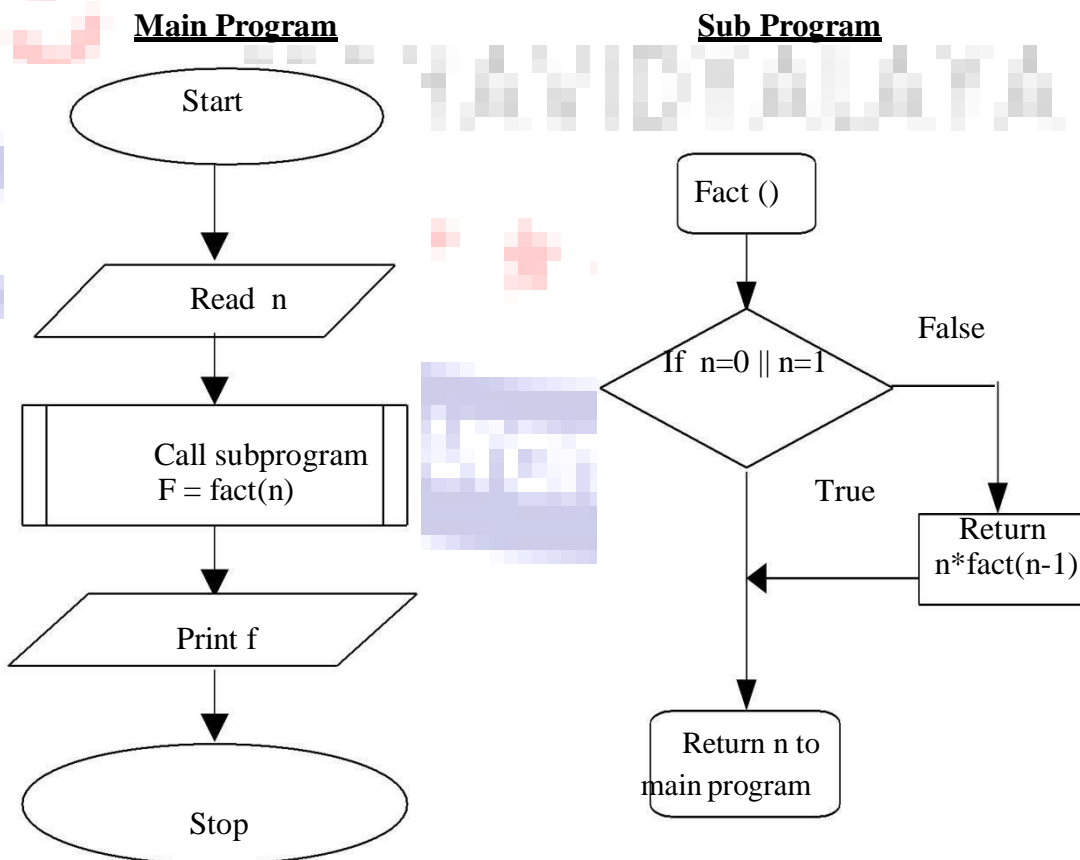 Main Program
Start
Read n
Call subprogram
F = fact(n)
Print f
Stop
Sub Program
Fact ()
If n=0 || n=1
False
True
Return
n*fact(n-1)
Return n to
main program